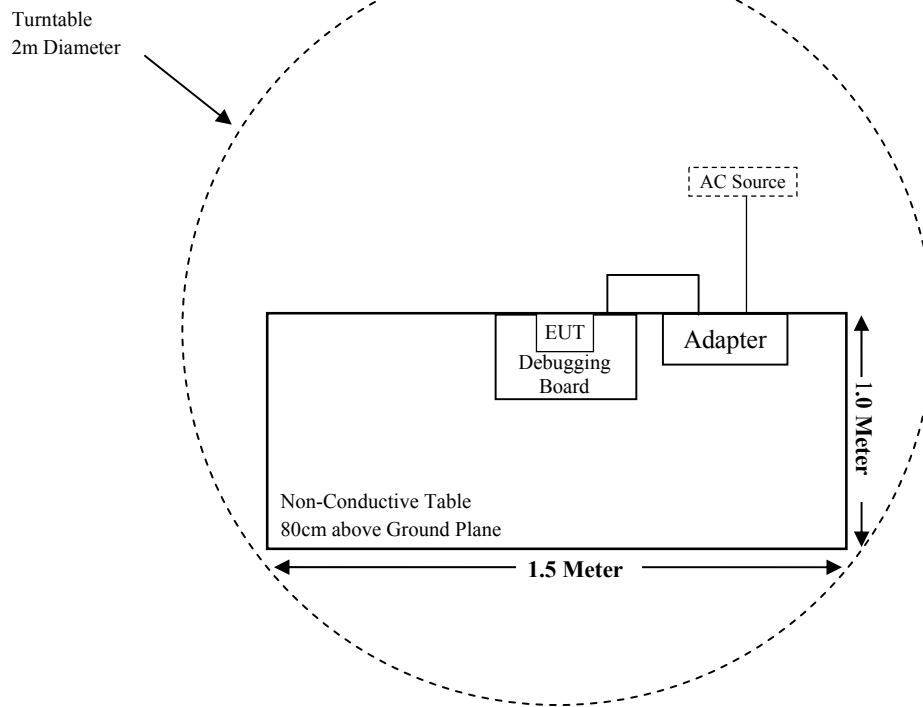 Turntable
2m Diameter
AC Source
EUT
Adapter
Debugging
Board
1.0 Meter
Non-Conductive Table
80cm above Ground Plane
1.5 Meter